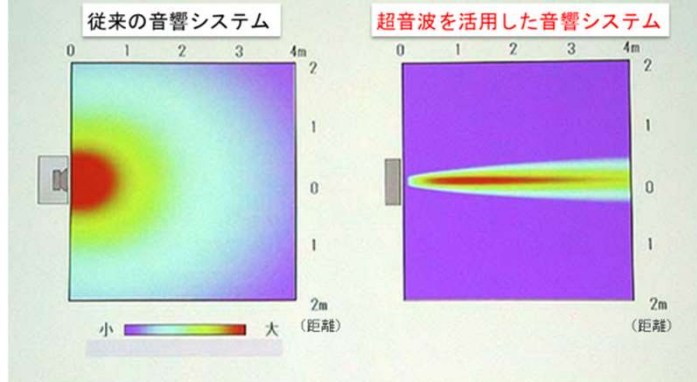 従来の音響システム
0 1 2 3 4m
2
1
0
1
2m
(距離)
小 大
超音波を活用した音響システム
0 1 2 3 4m
2
1
0
1
2m
(距離)